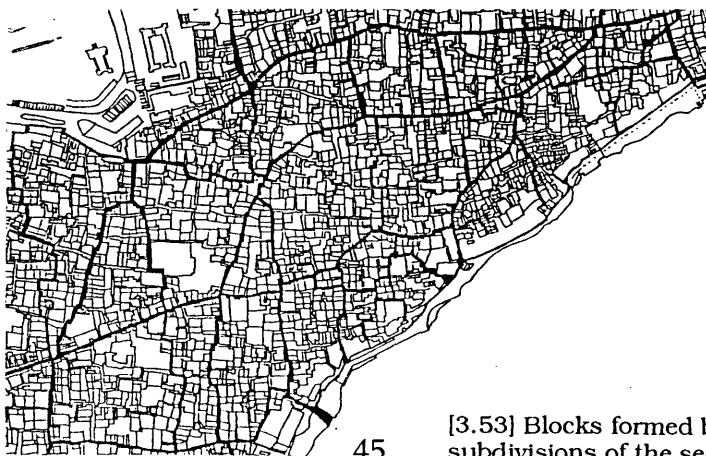 45
[3.53] Blocks formed b
subdivisions of the se